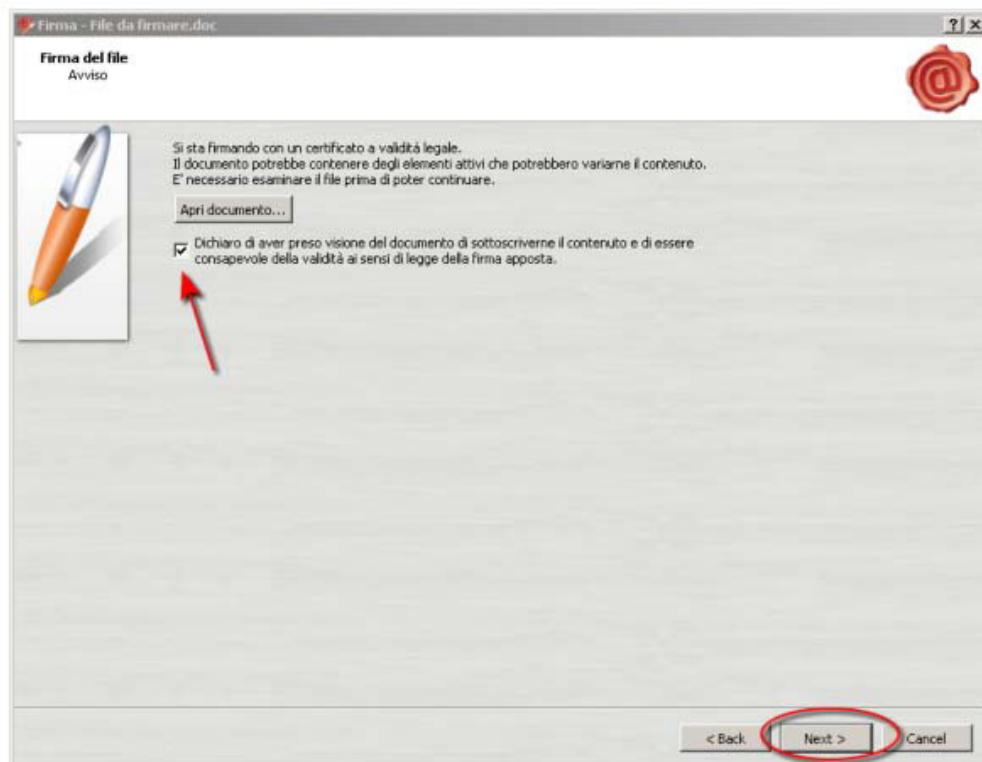 Firma - File da firmare.doc
Firma del file
Avviso
Si sta firmando con un certificato a validità legale.
Il documento potrebbe contenere degli elementi attivi che potrebbero variarne il contenuto.
E' necessario esaminare il file prima di poter continuare.
Apri documento...
Dichiaro di aver preso visione del documento di sottoscriverne il contenuto e di essere
consapevole della validità ai sensi di legge della firma apposta.
< Back Next > Cancel